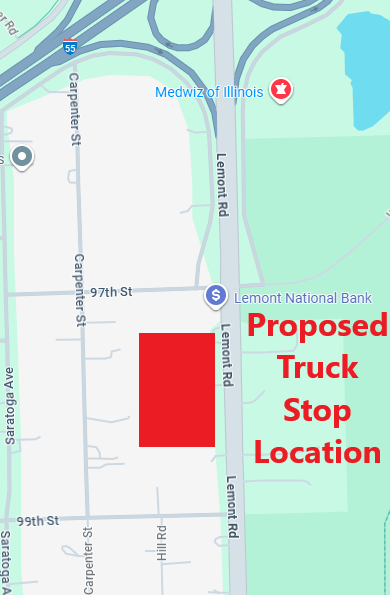 er Rd
55
Carpenter St
Medwiz of Illinois
s
Lemont Rd
Carpenter St
97th St
Lemont National Bank
Lemont Rd
Proposed
Truck
Stop
Location
Saratoga Ave
Lemont Rd
99th St
Carpenter St
Hill Rd
Saratoga A